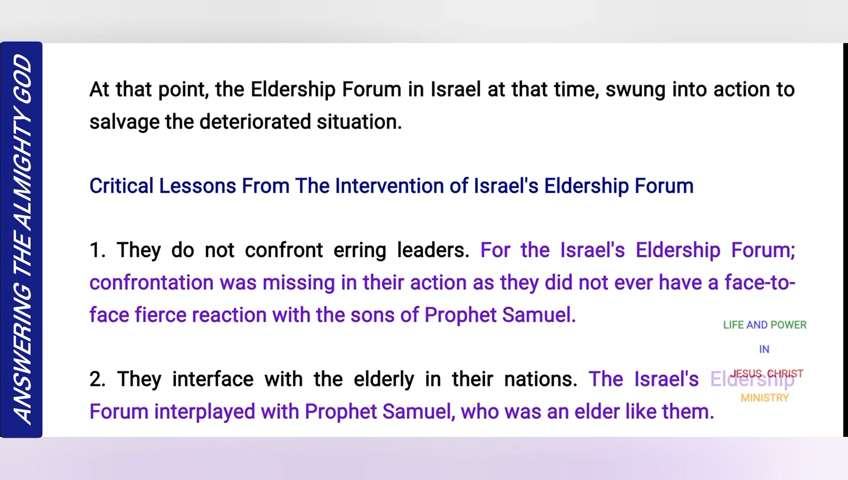 ANSWERING THE ALMIGHTY GOD
At that point, the Eldership Forum in Israel at that time, swung into action to
salvage the deteriorated situation.
Critical Lessons From The Intervention of Israel's Eldership Forum
1. They do not confront erring leaders. For the Israel's Eldership Forum;
confrontation was missing in their action as they did not ever have a face-to-
face fierce reaction with the sons of Prophet Samuel.
2. They interface with the elderly in their nations. The Israel's Eldership
Forum interplayed with Prophet Samuel, who was an elder like them.
LIFE AND POWER
IN
JESUS CHRIST
MINISTRY